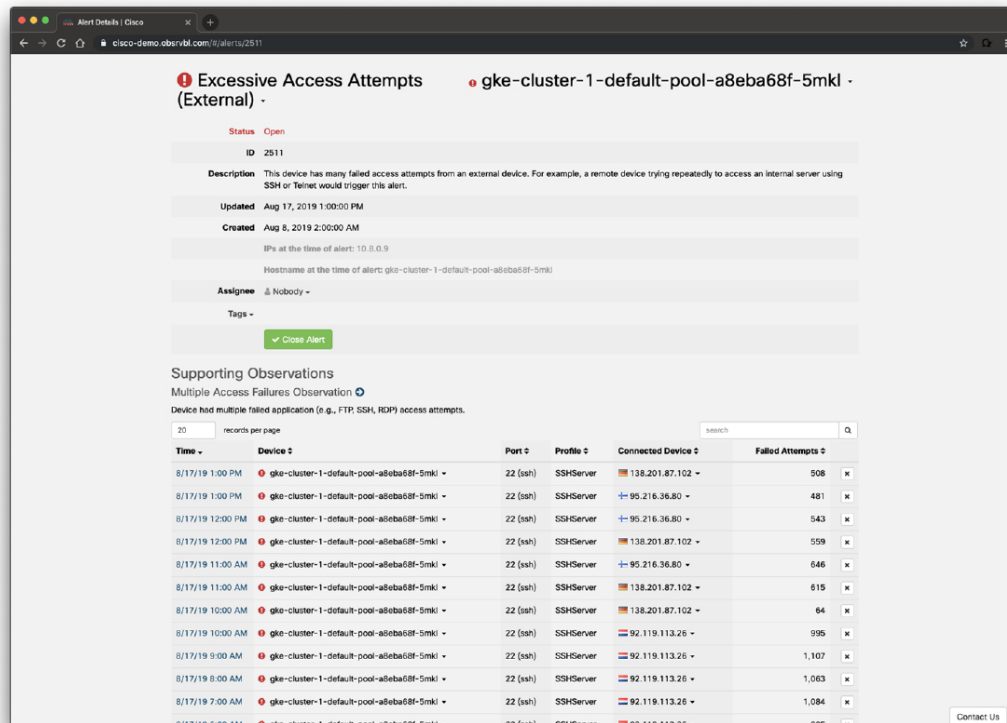 Alert Details | Cisco
cisco-demo.obsrvbl.com/#/alerts/2511
Excessive Access Attempts (External)
gke-cluster-1-default-pool-a8eba68f-5mkl
Status Open
ID 2511
Description This device has many failed access attempts from an external device. For example, a remote device trying repeatedly to access an internal server using
SSH or Telnet would trigger this alert.
Updated Aug 17, 2019 1:00:00 PM
Created Aug 8, 2019 2:00:00 AM
IPs at the time of alert: 10.8.0.9
Hostname at the time of alert: gke-cluster-1-default-pool-a8eba68f-5mkl
Assignee Nobody
Tags
Close Alert
Supporting Observations
Multiple Access Failures Observation
Device had multiple failed application (e.g., FTP, SSH, RDP) access attempts.
20 records per page search
Time Device Port Profile Connected Device Failed Attempts
8/17/19 1:00 PM gke-cluster-1-default-pool-a8eba68f-5mkl 22 (ssh) SSHServer 138.201.87.102 508
8/17/19 1:00 PM gke-cluster-1-default-pool-a8eba68f-5mkl 22 (ssh) SSHServer 95.216.36.80 481
8/17/19 12:00 PM gke-cluster-1-default-pool-a8eba68f-5mkl 22 (ssh) SSHServer 95.216.36.80 543
8/17/19 12:00 PM gke-cluster-1-default-pool-a8eba68f-5mkl 22 (ssh) SSHServer 138.201.87.102 559
8/17/19 11:00 AM gke-cluster-1-default-pool-a8eba68f-5mkl 22 (ssh) SSHServer 95.216.36.80 646
8/17/19 11:00 AM gke-cluster-1-default-pool-a8eba68f-5mkl 22 (ssh) SSHServer 138.201.87.102 615
8/17/19 10:00 AM gke-cluster-1-default-pool-a8eba68f-5mkl 22 (ssh) SSHServer 138.201.87.102 64
8/17/19 10:00 AM gke-cluster-1-default-pool-a8eba68f-5mkl 22 (ssh) SSHServer 92.119.113.26 995
8/17/19 9:00 AM gke-cluster-1-default-pool-a8eba68f-5mkl 22 (ssh) SSHServer 92.119.113.26 1,107
8/17/19 8:00 AM gke-cluster-1-default-pool-a8eba68f-5mkl 22 (ssh) SSHServer 92.119.113.26 1,063
8/17/19 7:00 AM gke-cluster-1-default-pool-a8eba68f-5mkl 22 (ssh) SSHServer 92.119.113.26 1,084
Contact Us